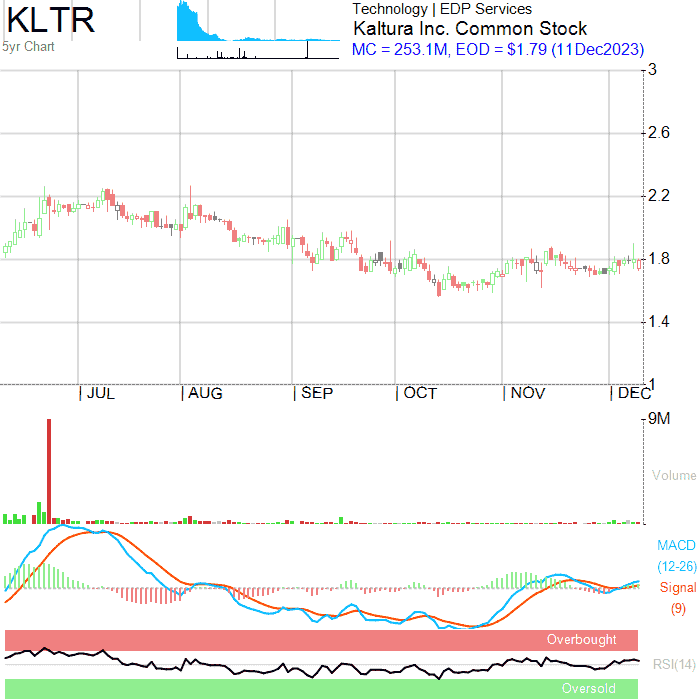 KLTR
5yr Chart
Technology | EDP Services
Kaltura Inc. Common Stock
MC = 253.1M, EOD = $1.79 (11Dec2023)
3
2.6
2.2
1.8
1.4
1
| JUL | AUG | SEP | OCT | NOV | DEC
9M
Volume
MACD
(12-26)
Signal
(9)
Overbought
RSI(14)
Oversold